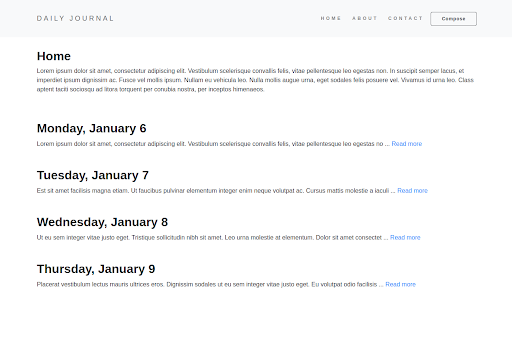 DAILY JOURNAL
HOME ABOUT CONTACT Compose
Home
Lorem ipsum dolor sit amet, consectetur adipiscing elit. Vestibulum scelerisque convallis felis, vitae pellentesque leo egestas non. In suscipit semper lacus, et
imperdiet ipsum dignissim ac. Fusce vel mollis ipsum. Nullam eu vehicula leo. Nulla mollis augue urna, eget sodales felis posuere vel. Vivamus id urna leo. Class
aptent taciti sociosqu ad litora torquent per conubia nostra, per inceptos himenaeos.
Monday, January 6
Lorem ipsum dolor sit amet, consectetur adipiscing elit. Vestibulum scelerisque convallis felis, vitae pellentesque leo egestas no ... Read more
Tuesday, January 7
Est sit amet facilisis magna etiam. Ut faucibus pulvinar elementum integer enim neque volutpat ac. Cursus mattis molestie a iaculi ... Read more
Wednesday, January 8
Ut eu sem integer vitae justo eget. Tristique sollicitudin nibh sit amet. Leo urna molestie at elementum. Dolor sit amet consectet ... Read more
Thursday, January 9
Placerat vestibulum lectus mauris ultrices eros. Dignissim sodales ut eu sem integer vitae justo eget. Eu volutpat odio facilisis ... Read more